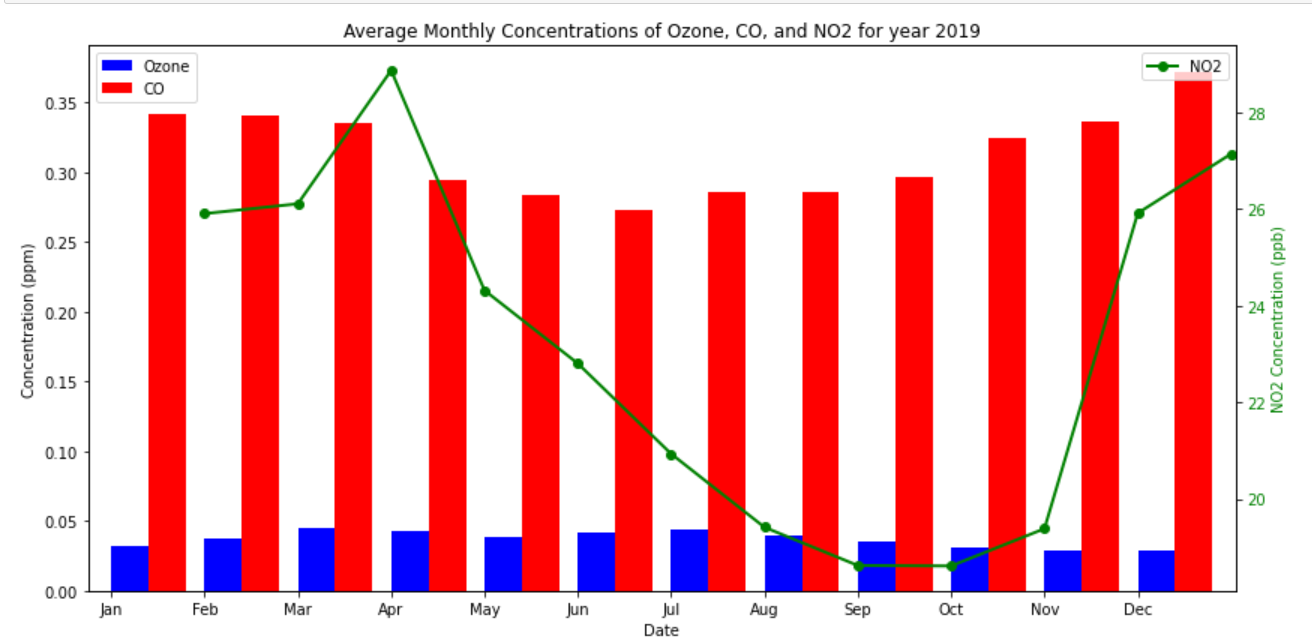 Average Monthly Concentrations of Ozone, CO, and NO2 for year 2019
Ozone
CO
NO2
0.35
0.30
0.25
0.20
0.15
0.10
0.05
0.00
Concentration (ppm)
28
26
24
22
20
NO2 Concentration (ppb)
Jan Feb Mar Apr May Jun Jul Aug Sep Oct Nov Dec
Date